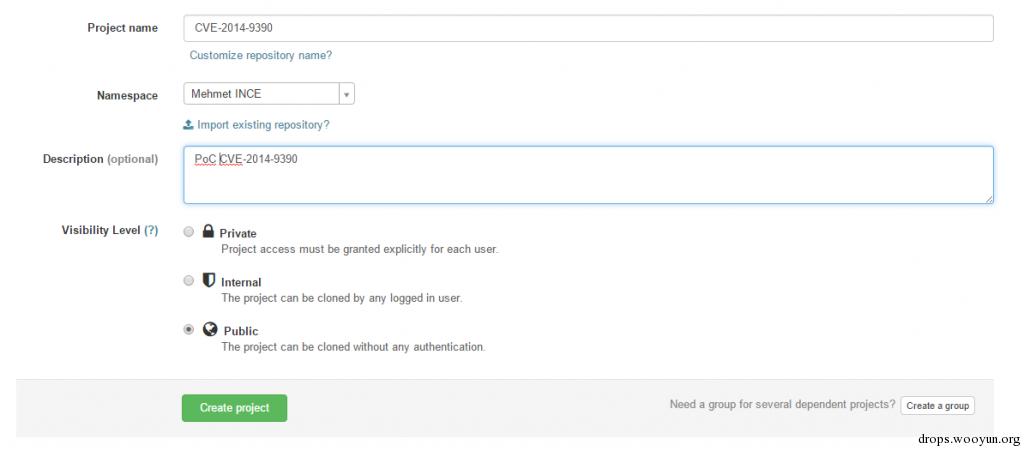 Project name CVE-2014-9390
Customize repository name?
Namespace Mehmet INCE
Import existing repository?
Description (optional) PoC CVE-2014-9390
Visibility Level (?) Private
Project access must be granted explicitly for each user.
Internal
The project can be cloned by any logged in user.
Public
The project can be cloned without any authentication.
Create project Need a group for several dependent projects? Create a group
drops.wooyun.org